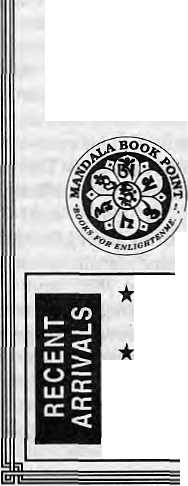 MANDALA BOOK POINT
BOOKS FOR ENLIGHTENME
RECENT
ARRIVALS